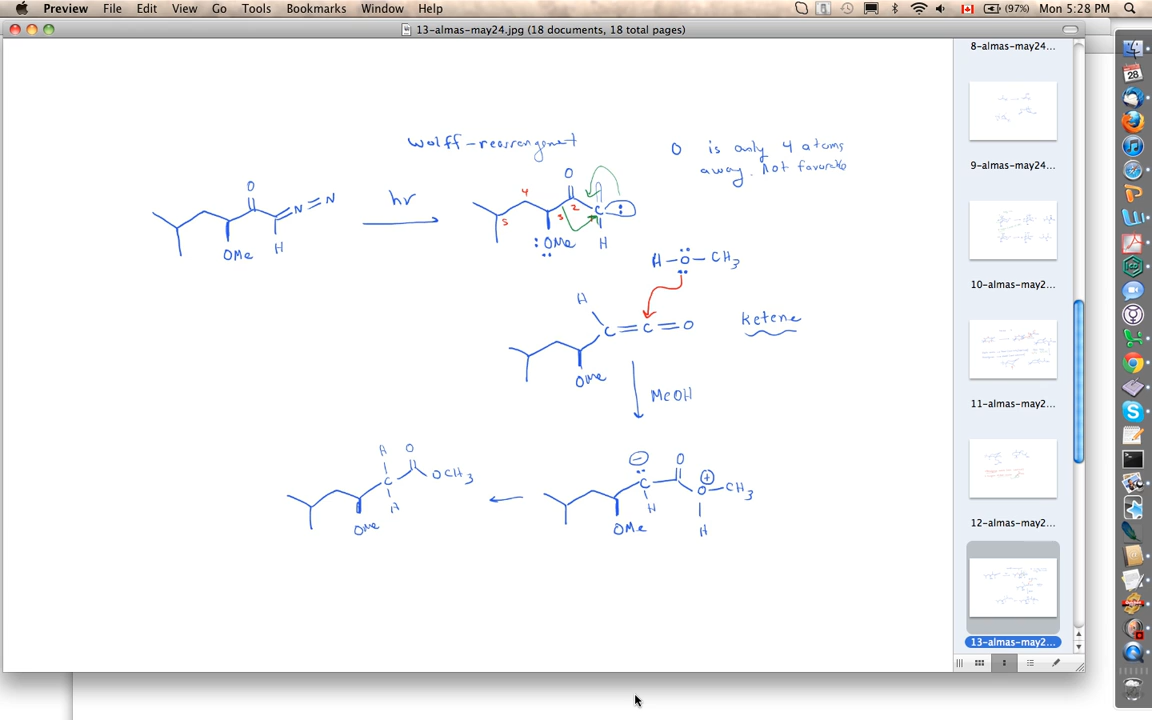 Preview File Edit View Go Tools Bookmarks Window Help
(97%) Mon 5:28 PM
13-almas-may24.jpg (18 documents, 18 total pages)
Wolff-rearrangement
O is only 4 atoms
away. Not favorable
O
N = N
H
OMe
hν
O
4
5
3
2
C :
: OMe
H
H - O - CH3
H
C = C = O
Ketene
OMe
MeOH
H O
C OCH3
H
OMe
− O +
C O - CH3
H
OMe H
8-almas-may24...
9-almas-may24...
10-almas-may2...
11-almas-may2...
12-almas-may2...
13-almas-may2...
28